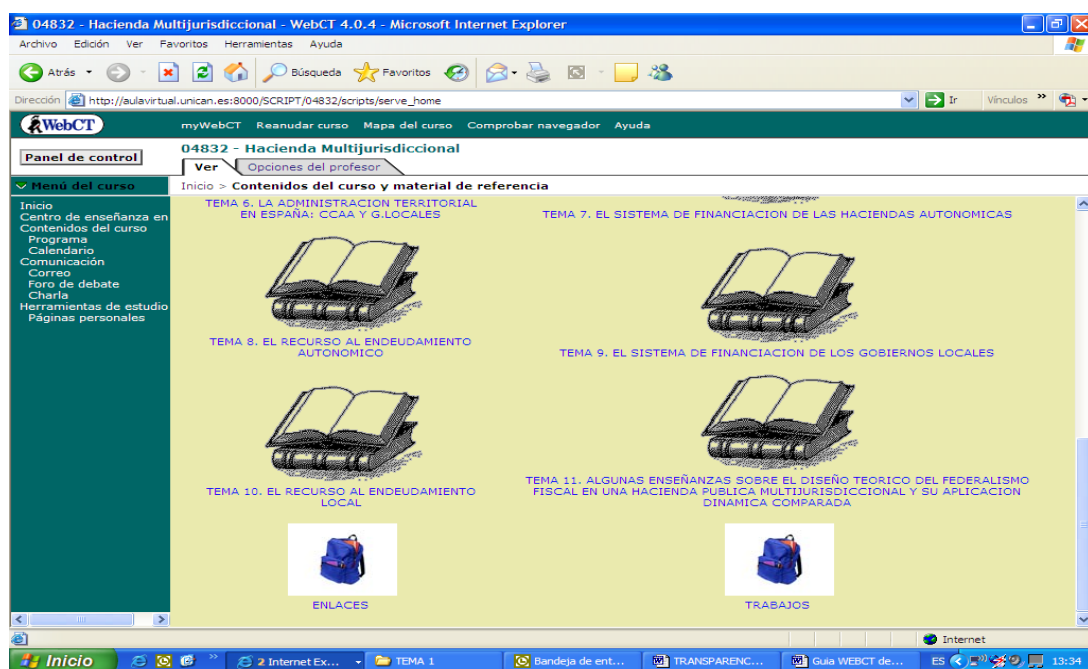 04832 - Hacienda Multijurisdiccional - WebCT 4.0.4 - Microsoft Internet Explorer
Archivo Edición Ver Favoritos Herramientas Ayuda
Atrás Búsqueda Favoritos
Dirección http://aulavirtual.unican.es:8000/SCRIPT/04832/scripts/serve_home Ir Vínculos »
WebCT myWebCT Reanudar curso Mapa del curso Comprobar navegador Ayuda
Panel de control
04832 - Hacienda Multijurisdiccional
Ver Opciones del profesor
Menú del curso
Inicio > Contenidos del curso y material de referencia
Inicio
Centro de enseñanza en
Contenidos del curso
Programa
Calendario
Comunicación
Correo
Foro de debate
Charla
Herramientas de estudio
Páginas personales
TEMA 6. LA ADMINISTRACION TERRITORIAL
EN ESPAÑA: CCAA Y G.LOCALES
TEMA 7. EL SISTEMA DE FINANCIACION DE LAS HACIENDAS AUTONOMICAS
TEMA 8. EL RECURSO AL ENDEUDAMIENTO
AUTONOMICO
TEMA 9. EL SISTEMA DE FINANCIACION DE LOS GOBIERNOS LOCALES
TEMA 10. EL RECURSO AL ENDEUDAMIENTO
LOCAL
TEMA 11. ALGUNAS ENSEÑANZAS SOBRE EL DISEÑO TEORICO DEL FEDERALISMO
FISCAL EN UNA HACIENDA PUBLICA MULTIJURISDICCIONAL Y SU APLICACION
DINAMICA COMPARADA
ENLACES
TRABAJOS
Internet
Inicio » 2 Internet Ex... TEMA 1 Bandeja de ent... TRANSPARENC... Guia WEBCT de... ES 13:34